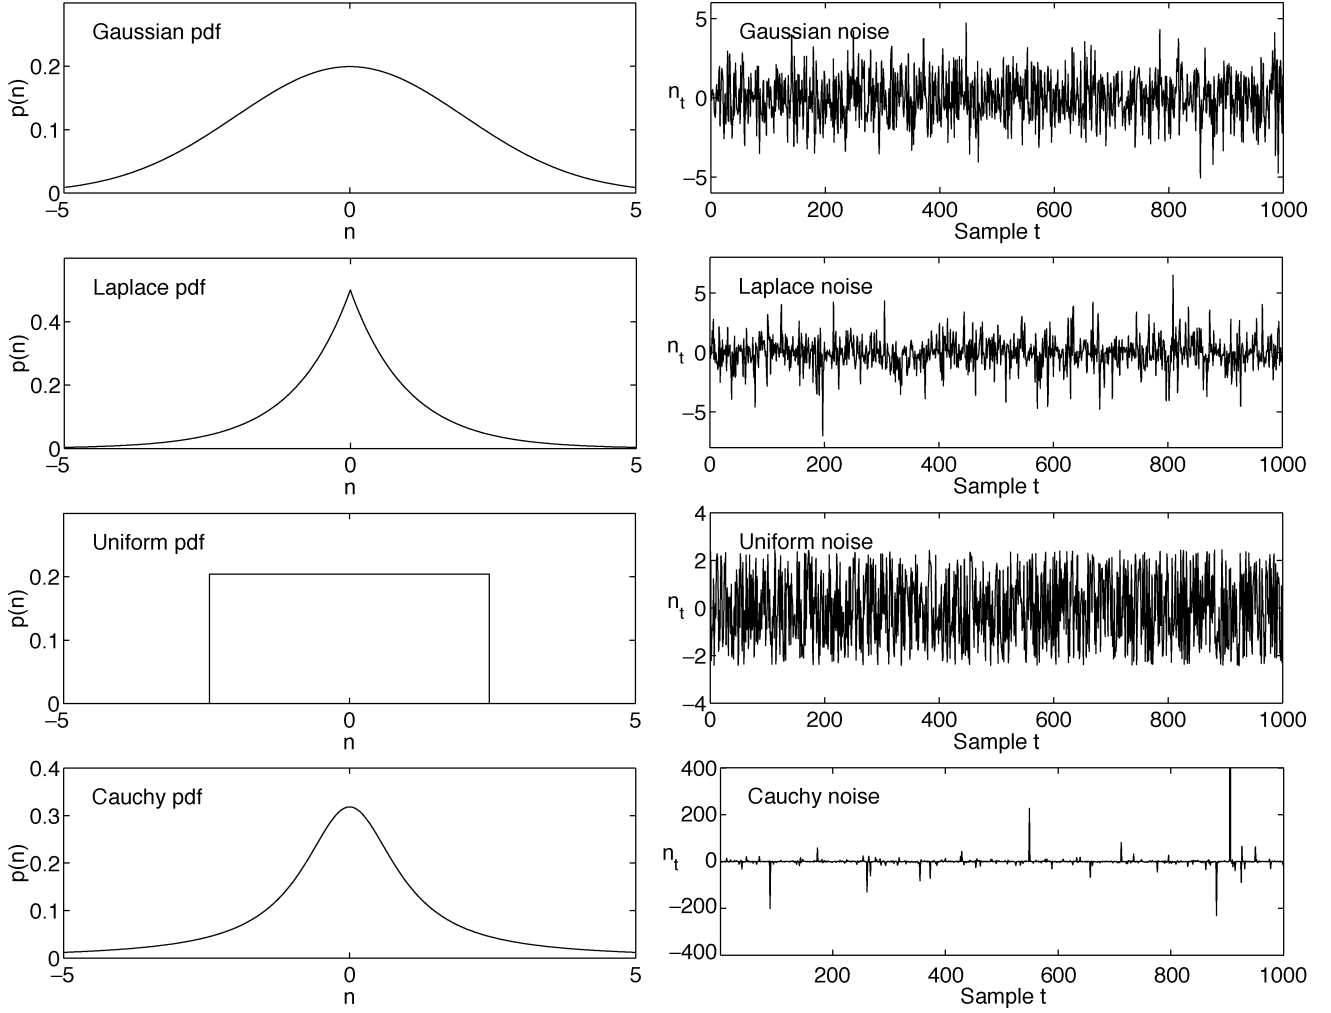 Gaussian pdf
p(n)
0.2
0.1
0
−5
0
5
n
Gaussian noise
n_t
5
0
−5
0
200
400
600
800
1000
Sample t
Laplace pdf
p(n)
0.4
0.2
0
−5
0
5
n
Laplace noise
n_t
5
0
−5
0
200
400
600
800
1000
Sample t
Uniform pdf
p(n)
0.2
0.1
0
−5
0
5
n
Uniform noise
n_t
4
2
0
−2
−4
0
200
400
600
800
1000
Sample t
Cauchy pdf
p(n)
0.4
0.3
0.2
0.1
0
−5
0
5
n
Cauchy noise
n_t
400
200
0
−200
−400
200
400
600
800
1000
Sample t